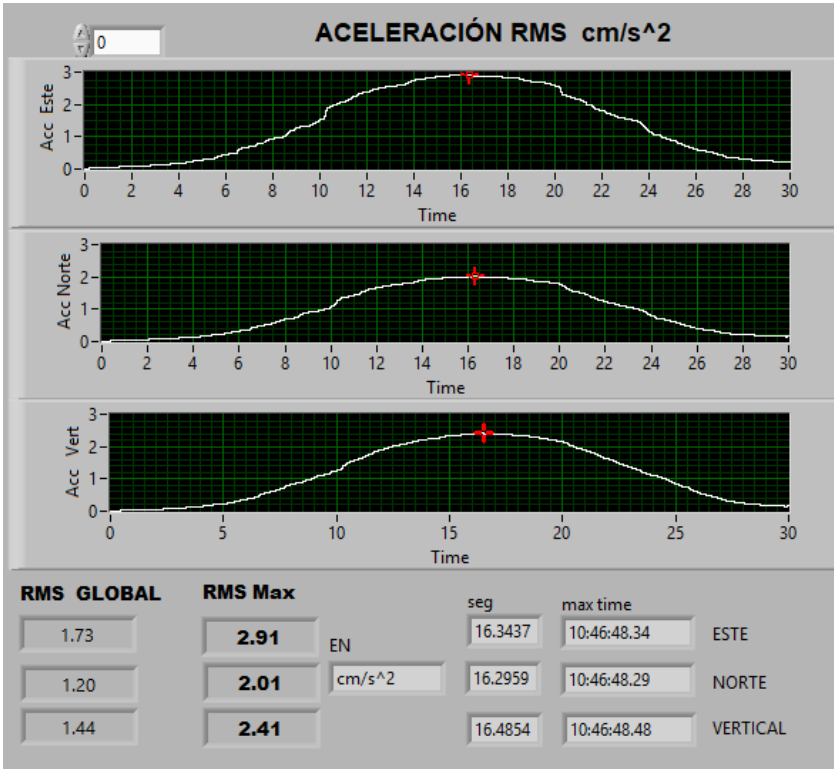 0
ACELERACIÓN RMS cm/s^2
Acc Este
3
2
1
0
0 2 4 6 8 10 12 14 16 18 20 22 24 26 28 30
Time
Acc Norte
3
2
1
0
0 2 4 6 8 10 12 14 16 18 20 22 24 26 28 30
Time
Acc Vert
3
2
1
0
0 5 10 15 20 25 30
Time
RMS GLOBAL RMS Max seg max time
1.73 2.91 16.3437 10:46:48.34 ESTE
EN
1.20 2.01 cm/s^2 16.2959 10:46:48.29 NORTE
1.44 2.41 16.4854 10:46:48.48 VERTICAL